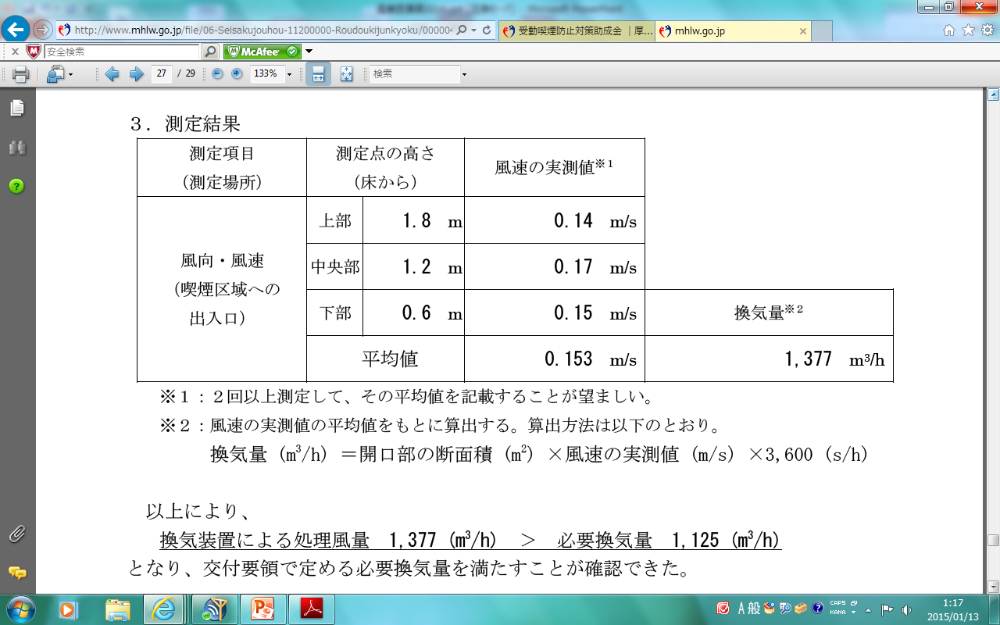 http://www.mhlw.go.jp/file/06-Seisakujouhou-11200000-Roudoukijunkyoku/00000
受動喫煙防止対策助成金 ｜厚...
mhlw.go.jp
安全検索
McAfee
27 / 29
133%
検索
３．測定結果
測定項目
（測定場所）
測定点の高さ
（床から）
風速の実測値※1
風向・風速
（喫煙区域への
出入口）
上部 1.8 m 0.14 m/s
中央部 1.2 m 0.17 m/s
下部 0.6 m 0.15 m/s 換気量※2
平均値 0.153 m/s 1,377 m³/h
※１：２回以上測定して、その平均値を記載することが望ましい。
※２：風速の実測値の平均値をもとに算出する。算出方法は以下のとおり。
換気量（m³/h）＝開口部の断面積（m²）×風速の実測値（m/s）×3,600（s/h）
以上により、
換気装置による処理風量 1,377（m³/h） ＞ 必要換気量 1,125（m³/h）
となり、交付要領で定める必要換気量を満たすことが確認できた。
A 般
CAPS
KANA
1:17
2015/01/13